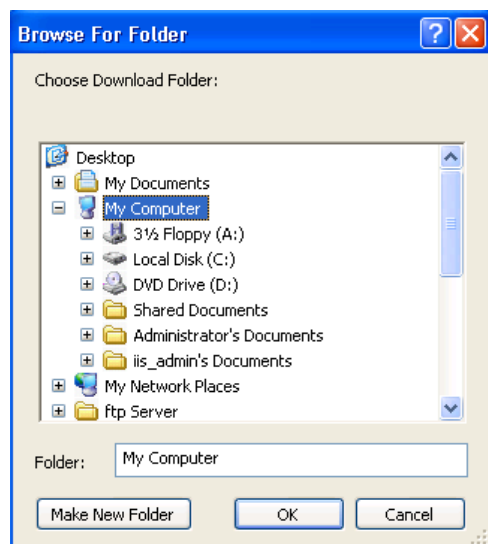 Browse For Folder
Choose Download Folder:
Desktop
My Documents
My Computer
3½ Floppy (A:)
Local Disk (C:)
DVD Drive (D:)
Shared Documents
Administrator's Documents
iis_admin's Documents
My Network Places
ftp Server
Folder: My Computer
Make New Folder OK Cancel